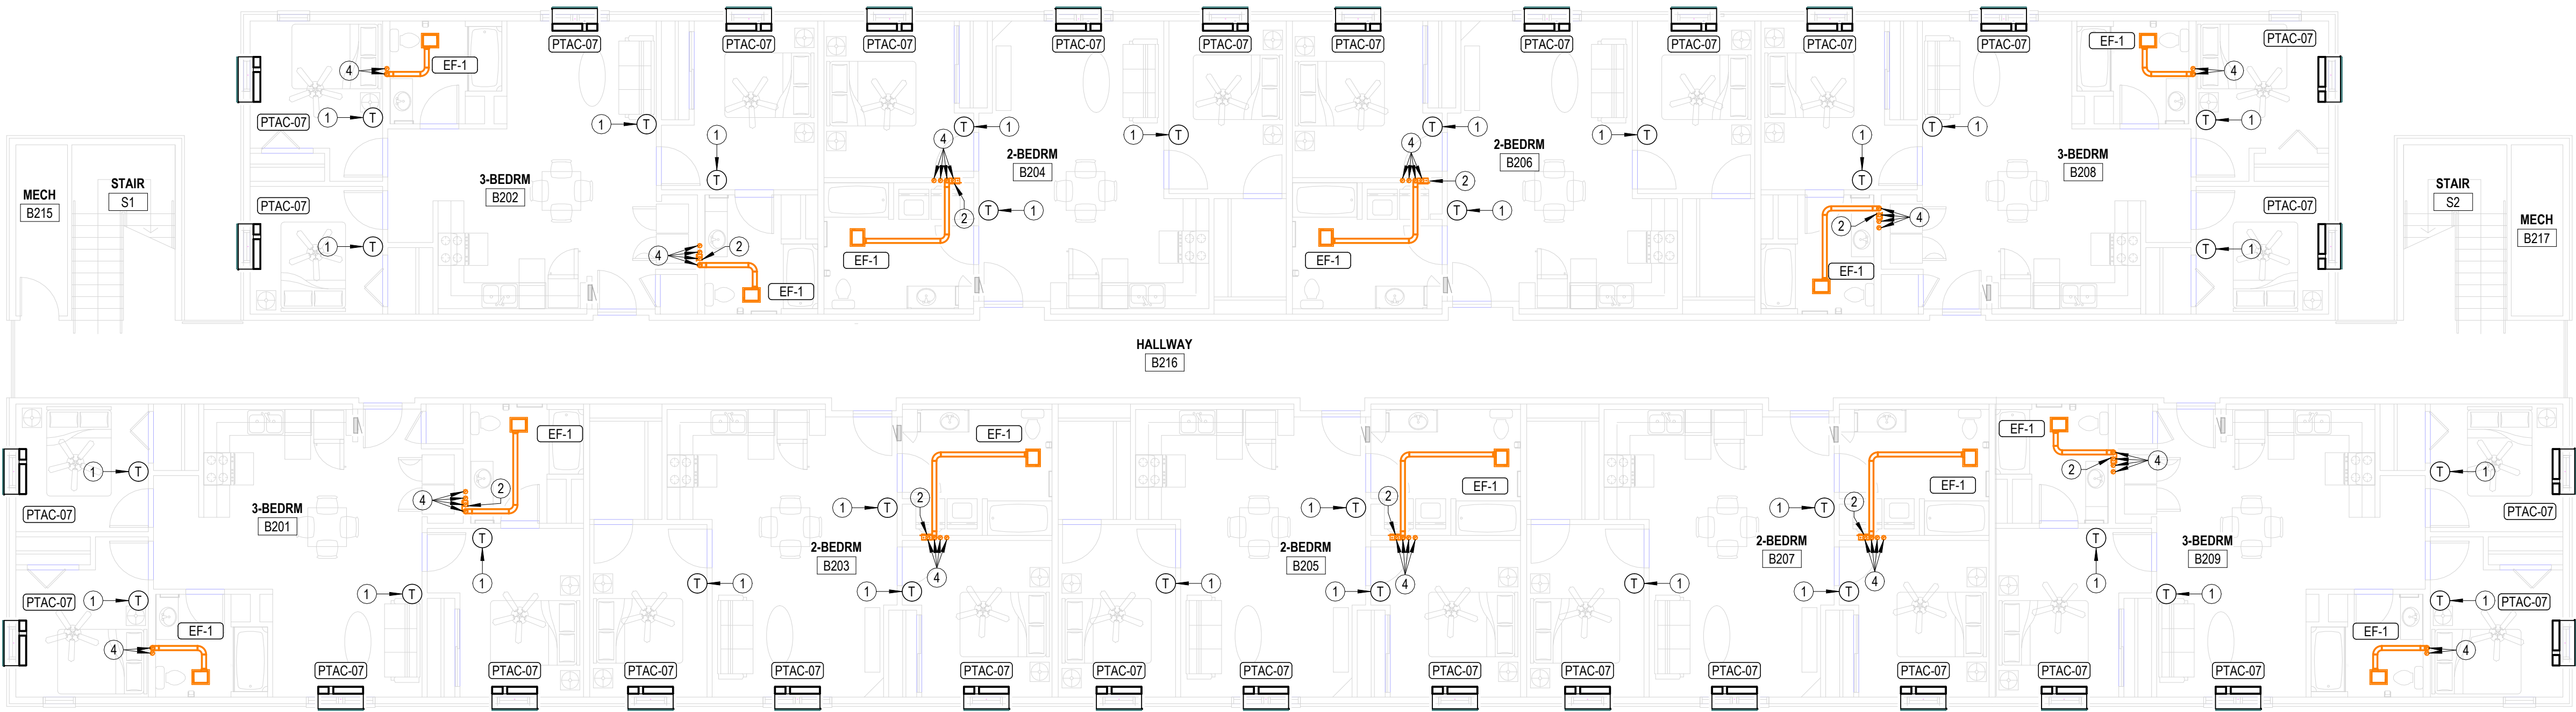 PTAC-07 PTAC-07 PTAC-07 PTAC-07 PTAC-07 PTAC-07 PTAC-07 PTAC-07 PTAC-07 PTAC-07
4 EF-1 EF-1 4 PTAC-07
PTAC-07 1 T 1 T 1 T 1 1 T T 1 1 T 1 T 1 T 1
4 4
MECH
B215
STAIR
S1
PTAC-07
3-BEDRM
B202
T
2-BEDRM
B204
2-BEDRM
B206
2
T
3-BEDRM
B208
PTAC-07
STAIR
S2
MECH
B217
T 1 2 T 1 2 4
1 T 4 2 EF-1 EF-1 EF-1 T 1
EF-1
HALLWAY
B216
EF-1 EF-1 EF-1 EF-1 EF-1
1 T T 1
PTAC-07 4 2 2 4 PTAC-07
3-BEDRM
B201
1 T 2 1 T 2 1 T 2
T
1
2-BEDRM
B203
4
2-BEDRM
B205
4
2-BEDRM
B207
4
T
1
3-BEDRM
B209
PTAC-07 1 T 1 T T 1 1 T T 1 1 T T 1 1 T T 1 T 1 PTAC-07
4 EF-1 EF-1 4
PTAC-07 PTAC-07 PTAC-07 PTAC-07 PTAC-07 PTAC-07 PTAC-07 PTAC-07 PTAC-07 PTAC-07 PTAC-07 PTAC-07 PTAC-07